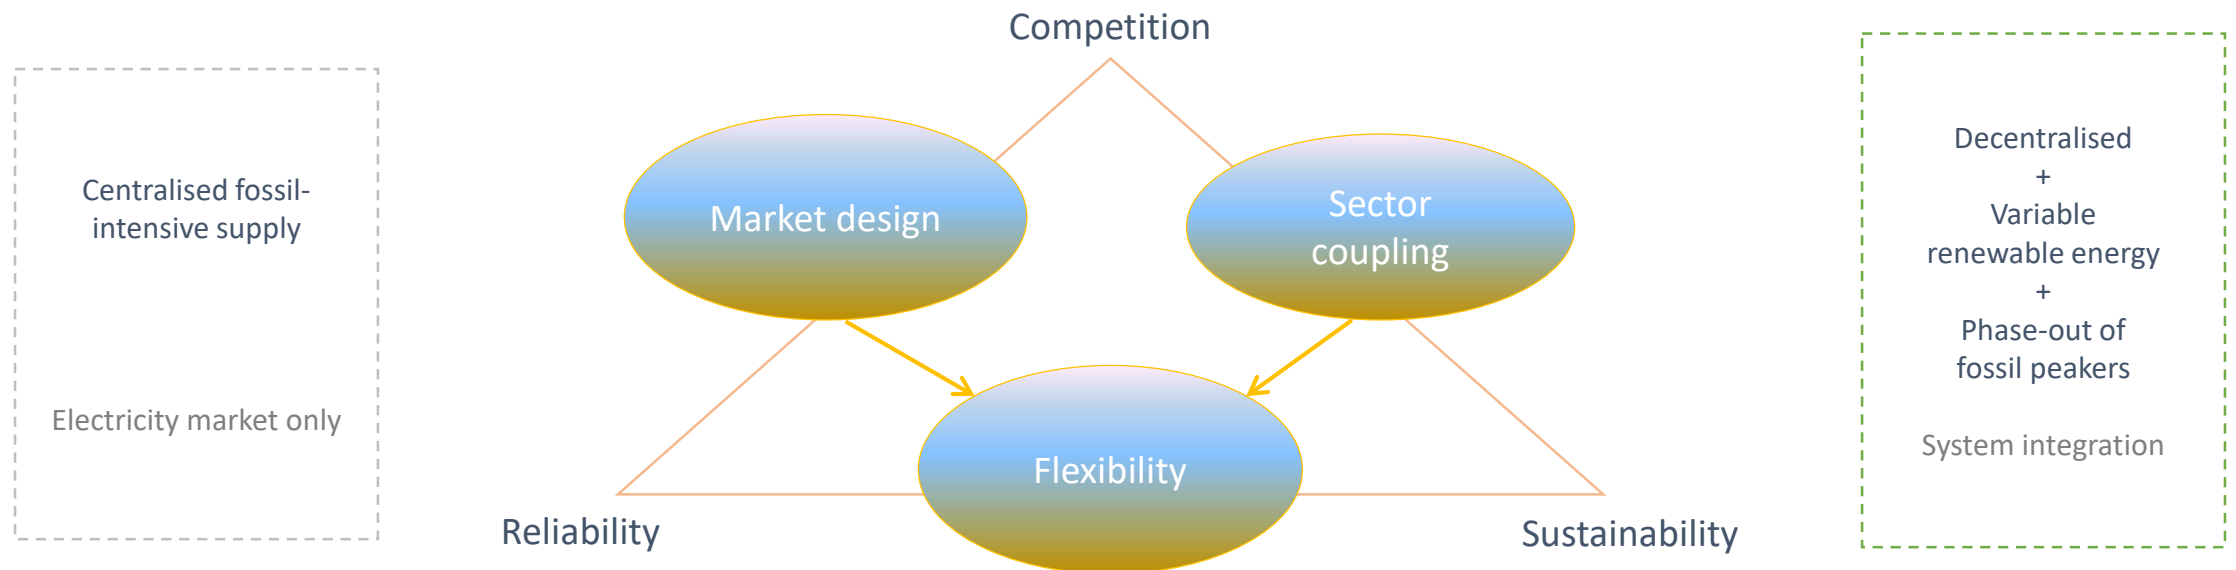 Centralised fossil-
intensive supply
Electricity market only
Competition
Market design
Sector
coupling
Flexibility
Reliability
Sustainability
Decentralised
+
Variable
renewable energy
+
Phase-out of
fossil peakers
System integration